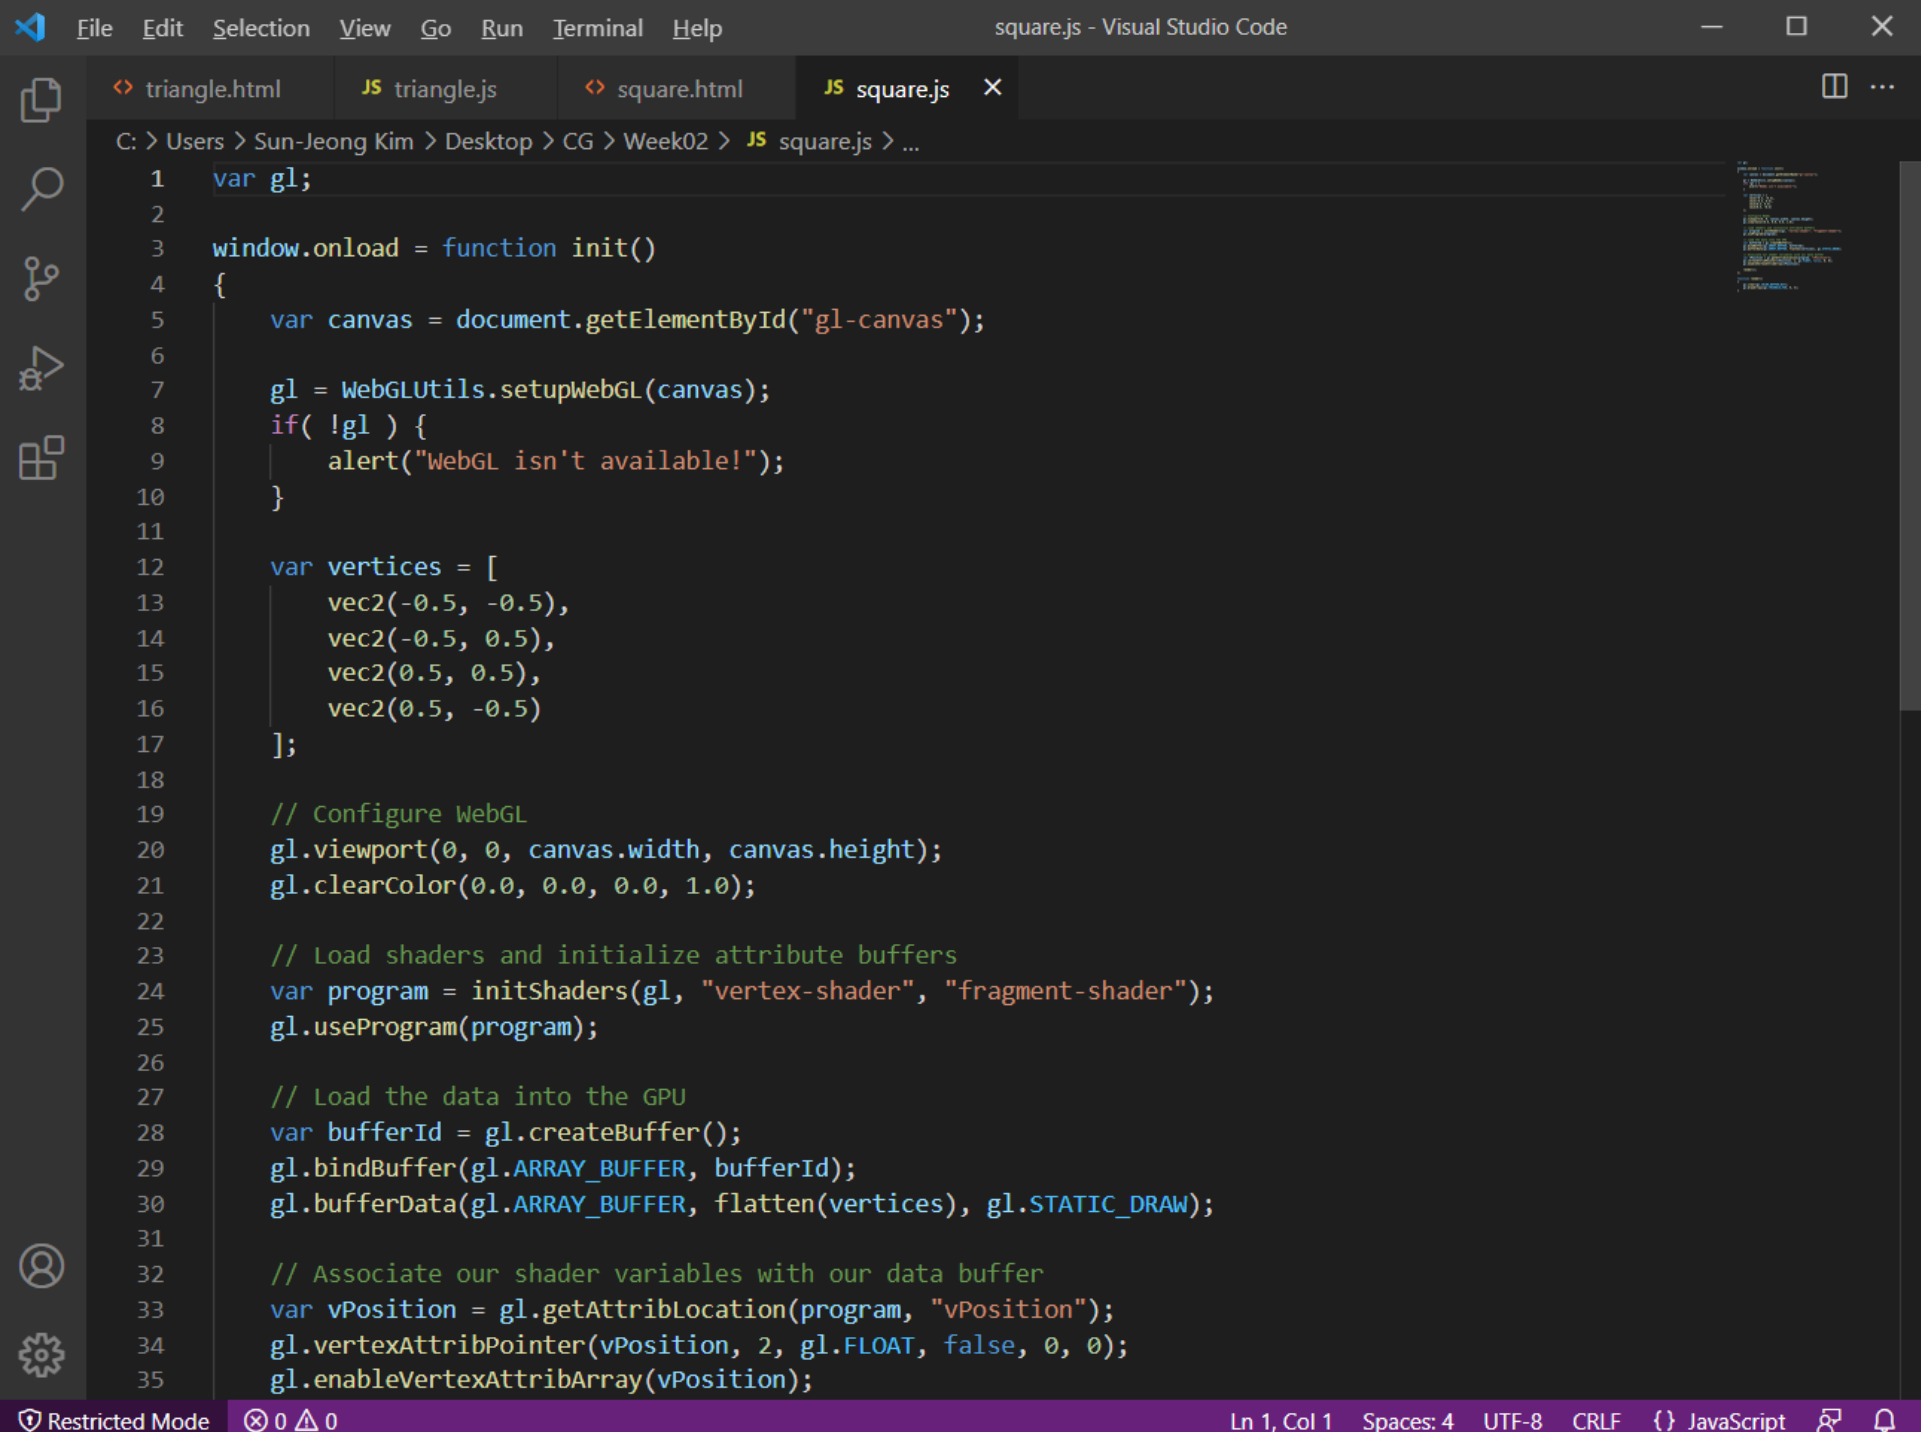 File Edit Selection View Go Run Terminal Help square.js - Visual Studio Code
triangle.html JS triangle.js square.html JS square.js
C: > Users > Sun-Jeong Kim > Desktop > CG > Week02 > JS square.js > ...
1 var gl;
2
3 window.onload = function init()
4 {
5     var canvas = document.getElementById("gl-canvas");
6
7     gl = WebGLUtils.setupWebGL(canvas);
8     if( !gl ) {
9         alert("WebGL isn't available!");
10     }
11
12     var vertices = [
13         vec2(-0.5, -0.5),
14         vec2(-0.5, 0.5),
15         vec2(0.5, 0.5),
16         vec2(0.5, -0.5)
17     ];
18
19     // Configure WebGL
20     gl.viewport(0, 0, canvas.width, canvas.height);
21     gl.clearColor(0.0, 0.0, 0.0, 1.0);
22
23     // Load shaders and initialize attribute buffers
24     var program = initShaders(gl, "vertex-shader", "fragment-shader");
25     gl.useProgram(program);
26
27     // Load the data into the GPU
28     var bufferId = gl.createBuffer();
29     gl.bindBuffer(gl.ARRAY_BUFFER, bufferId);
30     gl.bufferData(gl.ARRAY_BUFFER, flatten(vertices), gl.STATIC_DRAW);
31
32     // Associate our shader variables with our data buffer
33     var vPosition = gl.getAttribLocation(program, "vPosition");
34     gl.vertexAttribPointer(vPosition, 2, gl.FLOAT, false, 0, 0);
35     gl.enableVertexAttribArray(vPosition);
Restricted Mode 0 0 Ln 1, Col 1 Spaces: 4 UTF-8 CRLF {} JavaScript